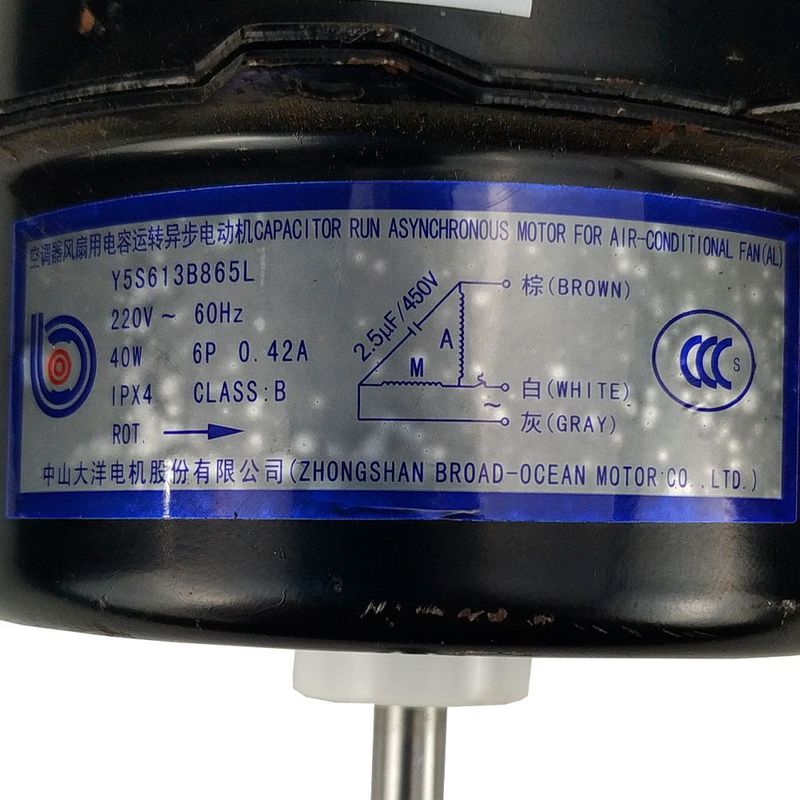 空调器风扇用电容运转异步电动机CAPACITOR RUN ASYNCHRONOUS MOTOR FOR AIR-CONDITIONAL FAN(AL)
Y5S613B865L
220V ~ 60Hz
40W 6P 0.42A
IPX4 CLASS:B
ROT.
2.5μF/450V
A
M
棕(BROWN)
白(WHITE)
~
灰(GRAY)
CCC S
中山大洋电机股份有限公司(ZHONGSHAN BROAD-OCEAN MOTOR CO.,LTD.)